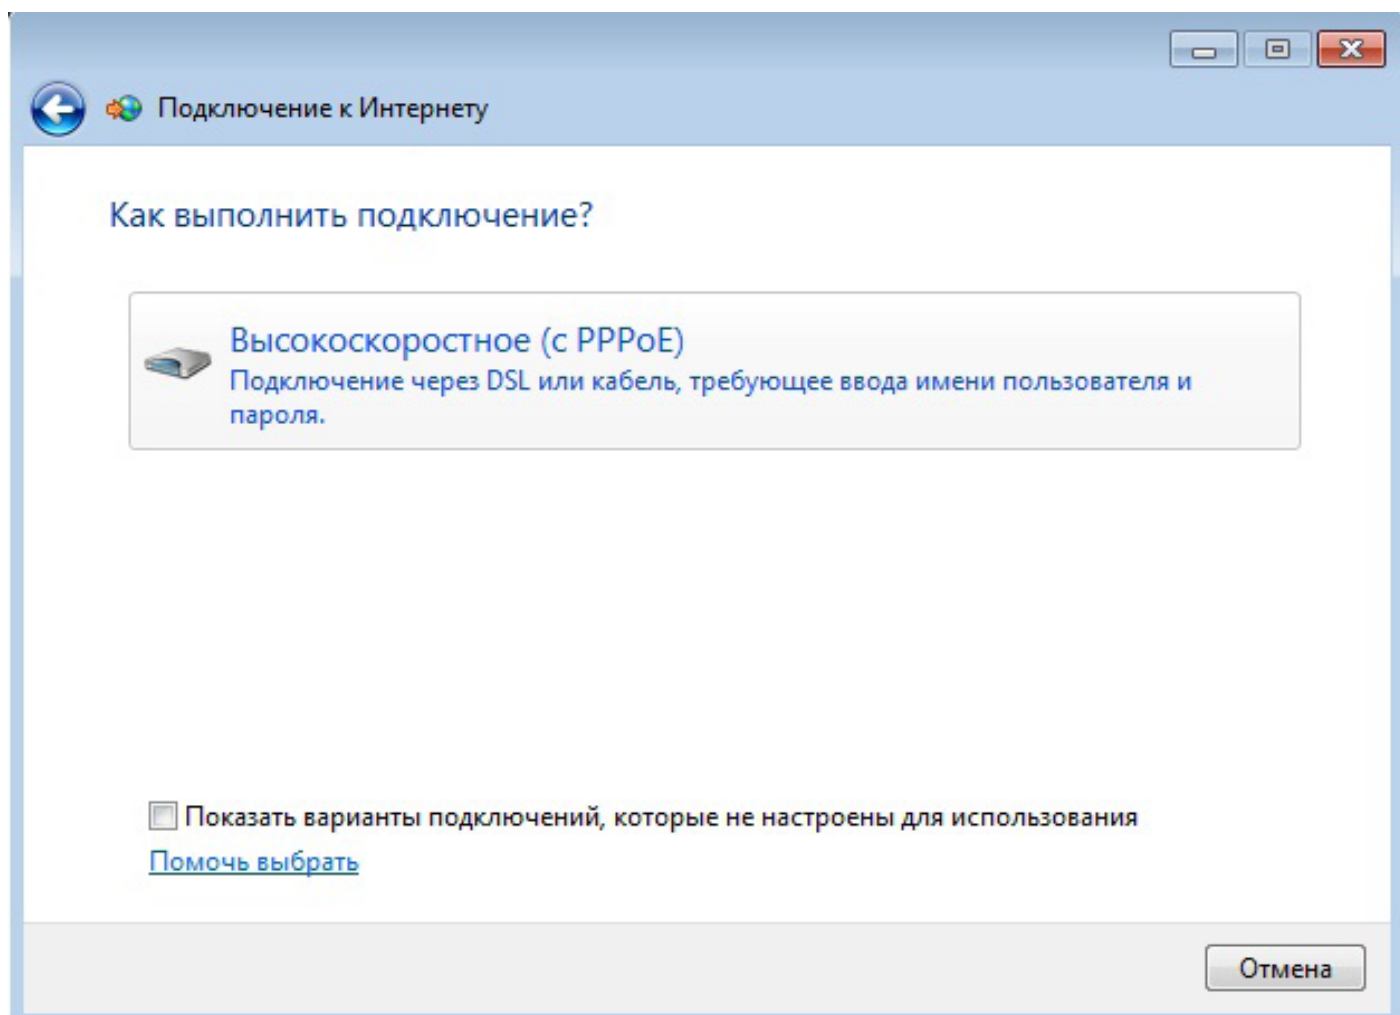 Подключение к Интернету
Как выполнить подключение?
Высокоскоростное (с PPPoE)
Подключение через DSL или кабель, требующее ввода имени пользователя и
пароля.
Показать варианты подключений, которые не настроены для использования
Помочь выбрать
Отмена